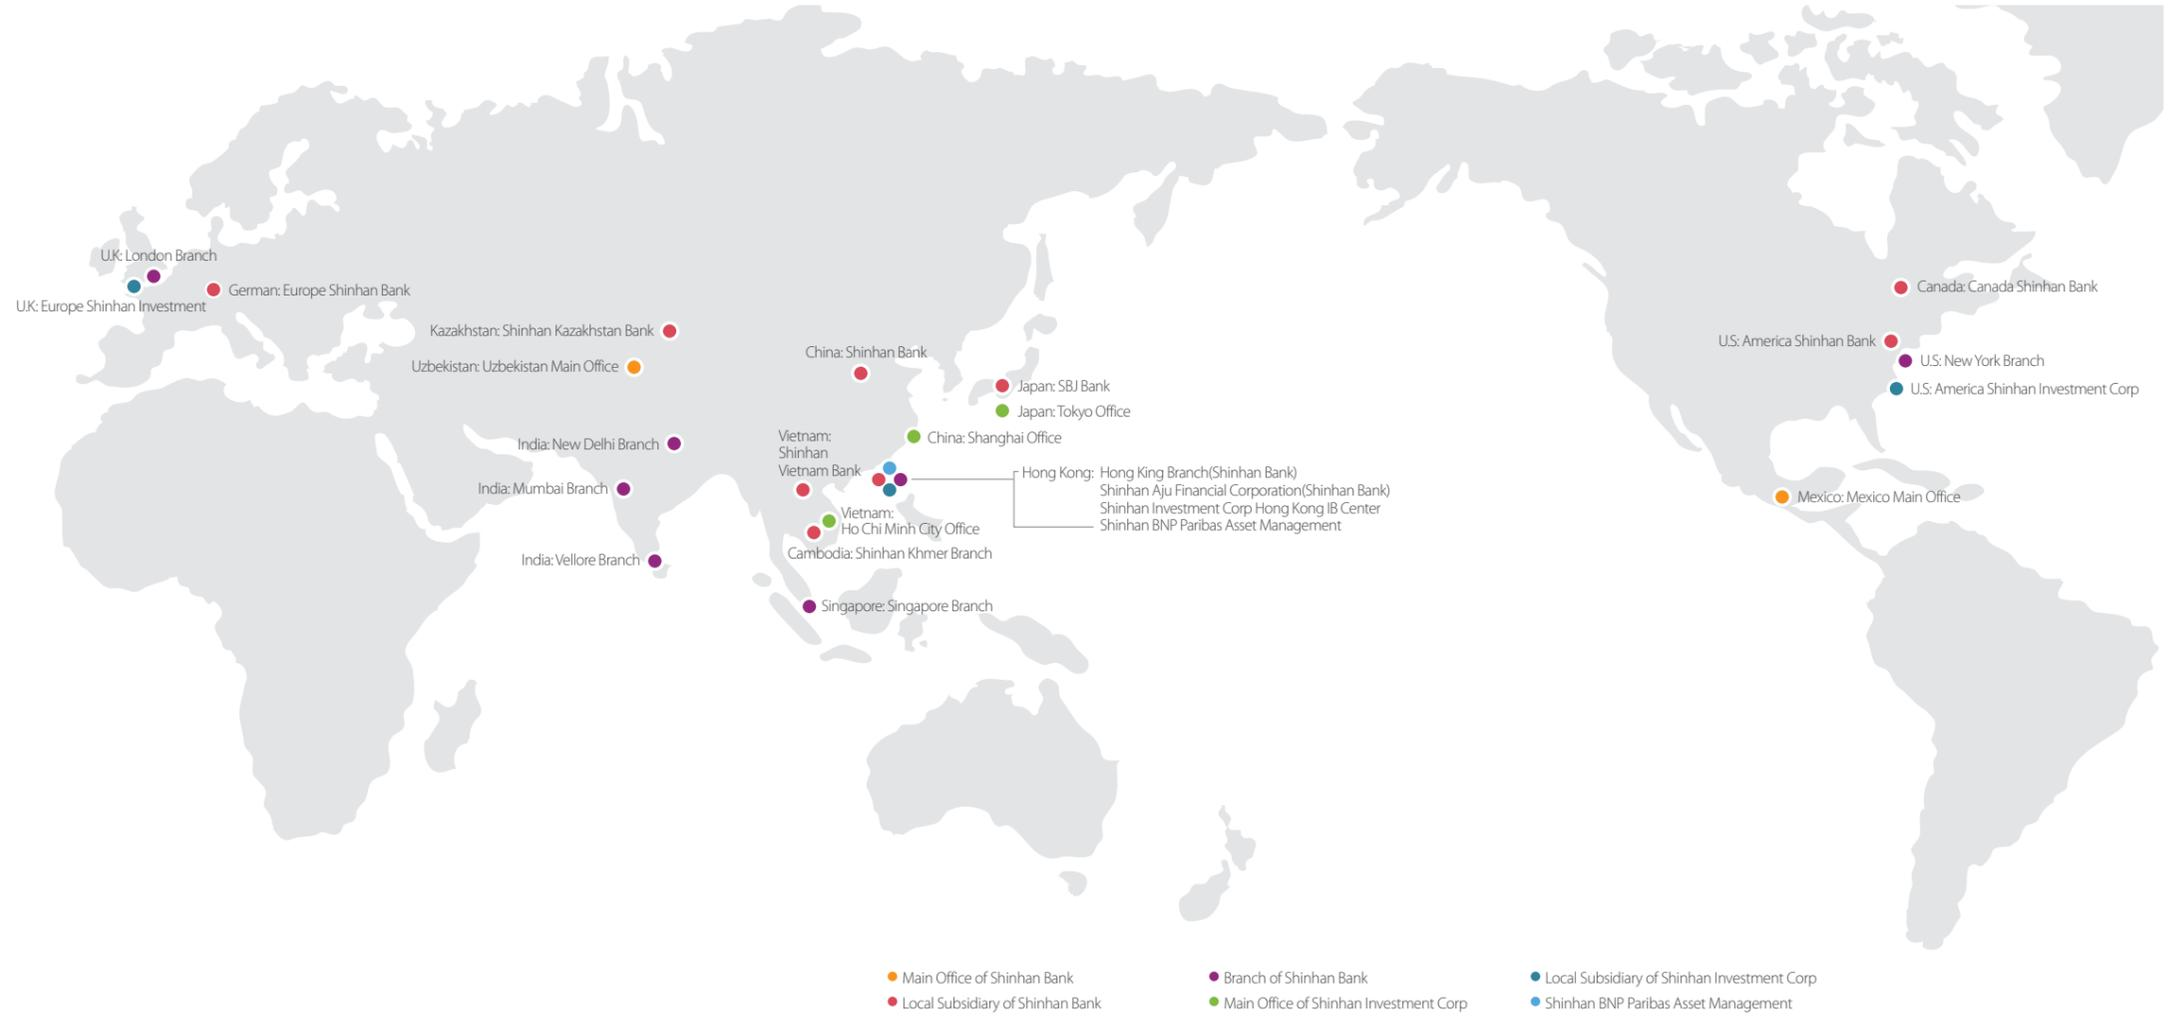 U.K: London Branch
U.K: Europe Shinhan Investment
German: Europe Shinhan Bank
Kazakhstan: Shinhan Kazakhstan Bank
Uzbekistan: Uzbekistan Main Office
China: Shinhan Bank
Japan: SBJ Bank
Japan: Tokyo Office
China: Shanghai Office
India: New Delhi Branch
India: Mumbai Branch
India: Vellore Branch
Vietnam:
Shinhan
Vietnam Bank
Hong Kong: Hong King Branch(Shinhan Bank)
Shinhan Aju Financial Corporation(Shinhan Bank)
Shinhan Investment Corp Hong Kong IB Center
Shinhan BNP Paribas Asset Management
Vietnam:
Ho Chi Minh City Office
Cambodia: Shinhan Khmer Branch
Singapore: Singapore Branch
Canada: Canada Shinhan Bank
U.S: America Shinhan Bank
U.S: New York Branch
U.S: America Shinhan Investment Corp
Mexico: Mexico Main Office
Main Office of Shinhan Bank
Local Subsidiary of Shinhan Bank
Branch of Shinhan Bank
Main Office of Shinhan Investment Corp
Local Subsidiary of Shinhan Investment Corp
Shinhan BNP Paribas Asset Management